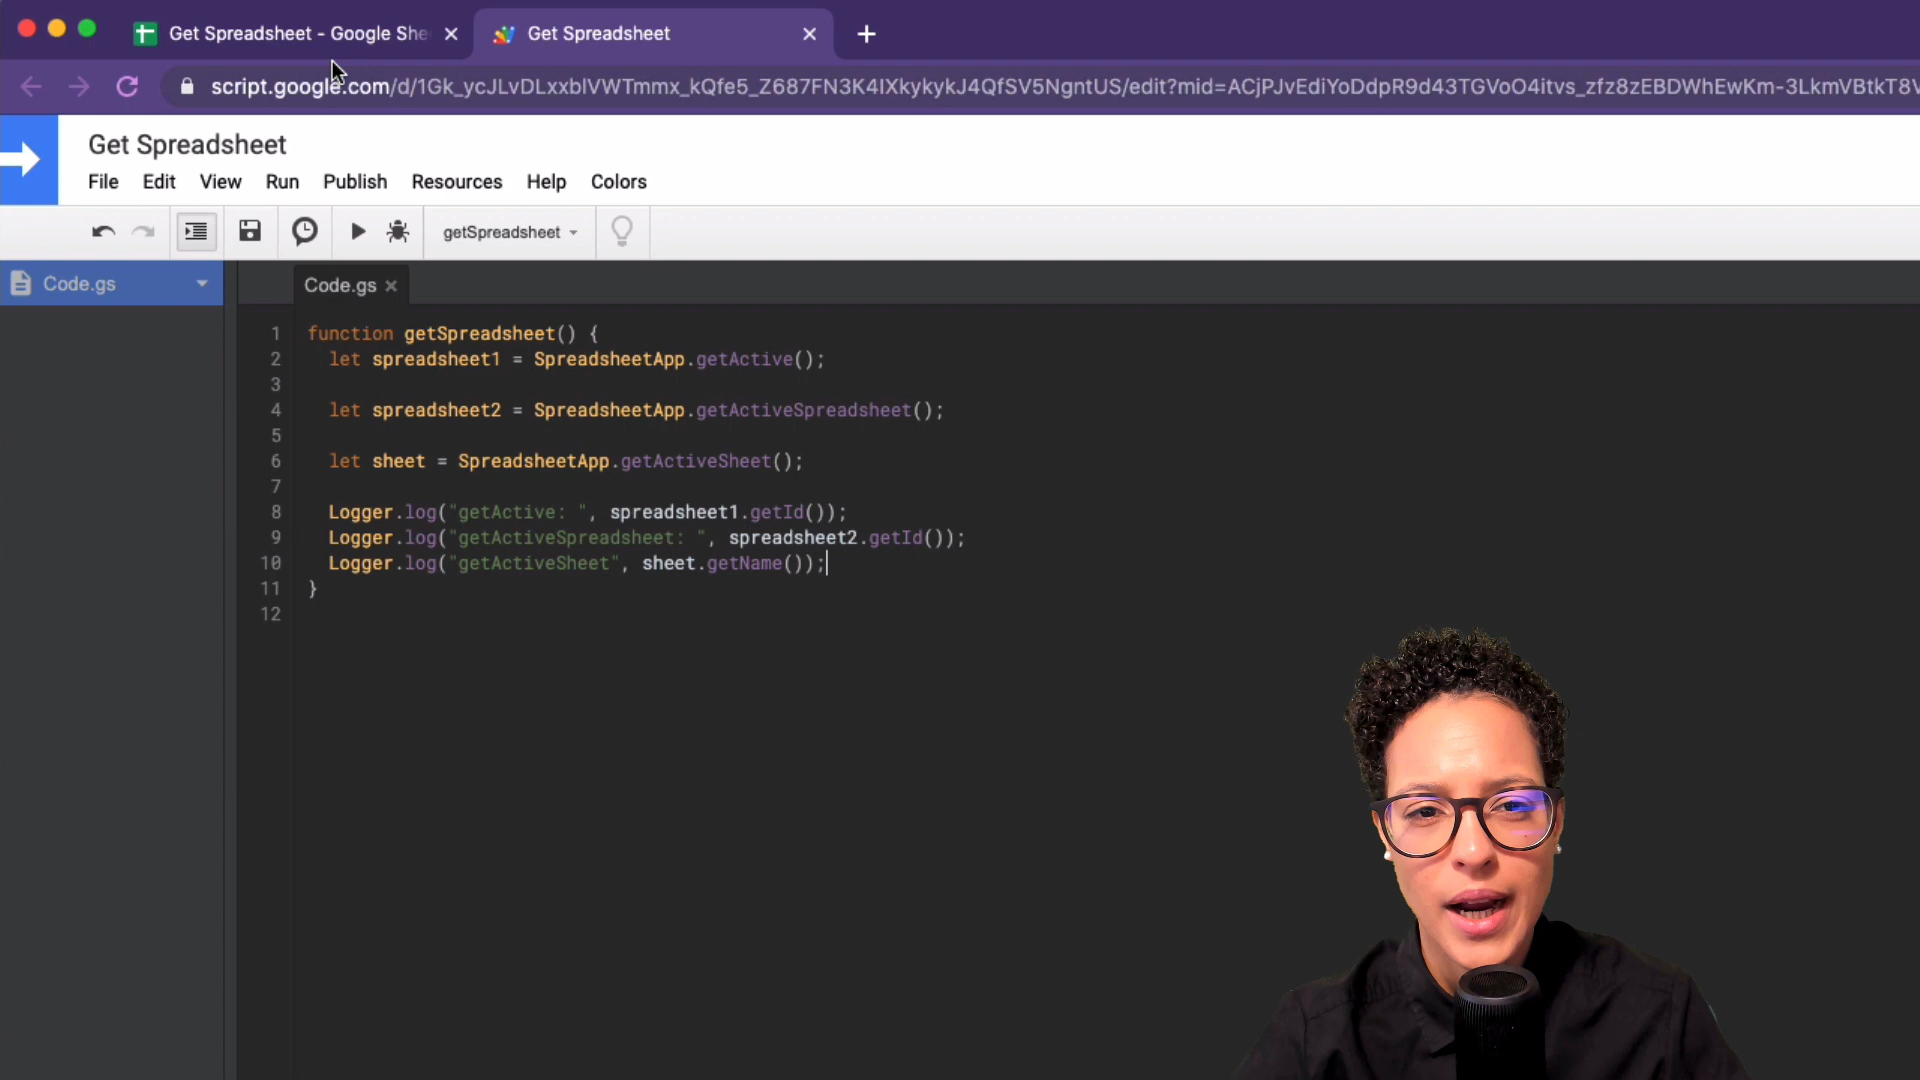 Get Spreadsheet - Google She
Get Spreadsheet
script.google.com/d/1Gk_ycJLvDLxxblVWTmmx_kQfe5_Z687FN3K4IXkykykJ4QfSV5NgntUS/edit?mid=ACjPJvEdiYoDdpR9d43TGVoO4itvs_zfz8zEBDWhEwKm-3LkmVBtkT8V
Get Spreadsheet
File Edit View Run Publish Resources Help Colors
getSpreadsheet
Code.gs
Code.gs
1 function getSpreadsheet() {
2 let spreadsheet1 = SpreadsheetApp.getActive();
3
4 let spreadsheet2 = SpreadsheetApp.getActiveSpreadsheet();
5
6 let sheet = SpreadsheetApp.getActiveSheet();
7
8 Logger.log("getActive: ", spreadsheet1.getId());
9 Logger.log("getActiveSpreadsheet: ", spreadsheet2.getId());
10 Logger.log("getActiveSheet", sheet.getName());
11 }
12